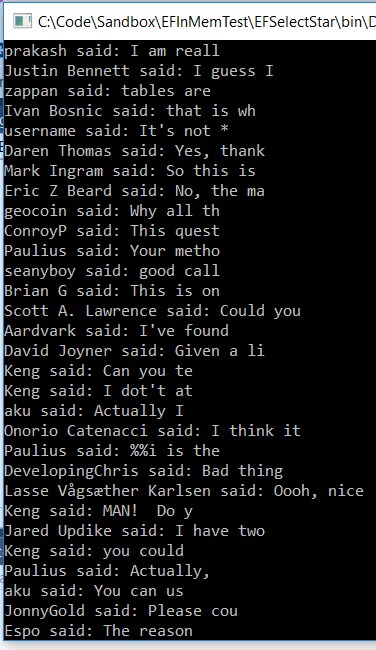 C:\Code\Sandbox\EFInMemTest\EFSelectStar\bin\D
prakash said: I am reall
Justin Bennett said: I guess I
zappan said: tables are
Ivan Bosnic said: that is wh
username said: It's not *
Daren Thomas said: Yes, thank
Mark Ingram said: So this is
Eric Z Beard said: No, the ma
geocoin said: Why all th
ConroyP said: This quest
Paulius said: Your metho
seanyboy said: good call
Brian G said: This is on
Scott A. Lawrence said: Could you
Aardvark said: I've found
David Joyner said: Given a li
Keng said: Can you te
Keng said: I dot't at
aku said: Actually I
Onorio Catenacci said: I think it
Paulius said: %%i is the
DevelopingChris said: Bad thing
Lasse Vågsæther Karlsen said: Oooh, nice
Keng said: MAN!  Do y
Jared Updike said: I have two
Keng said: you could
Paulius said: Actually,
aku said: You can us
JonnyGold said: Please cou
Espo said: The reason